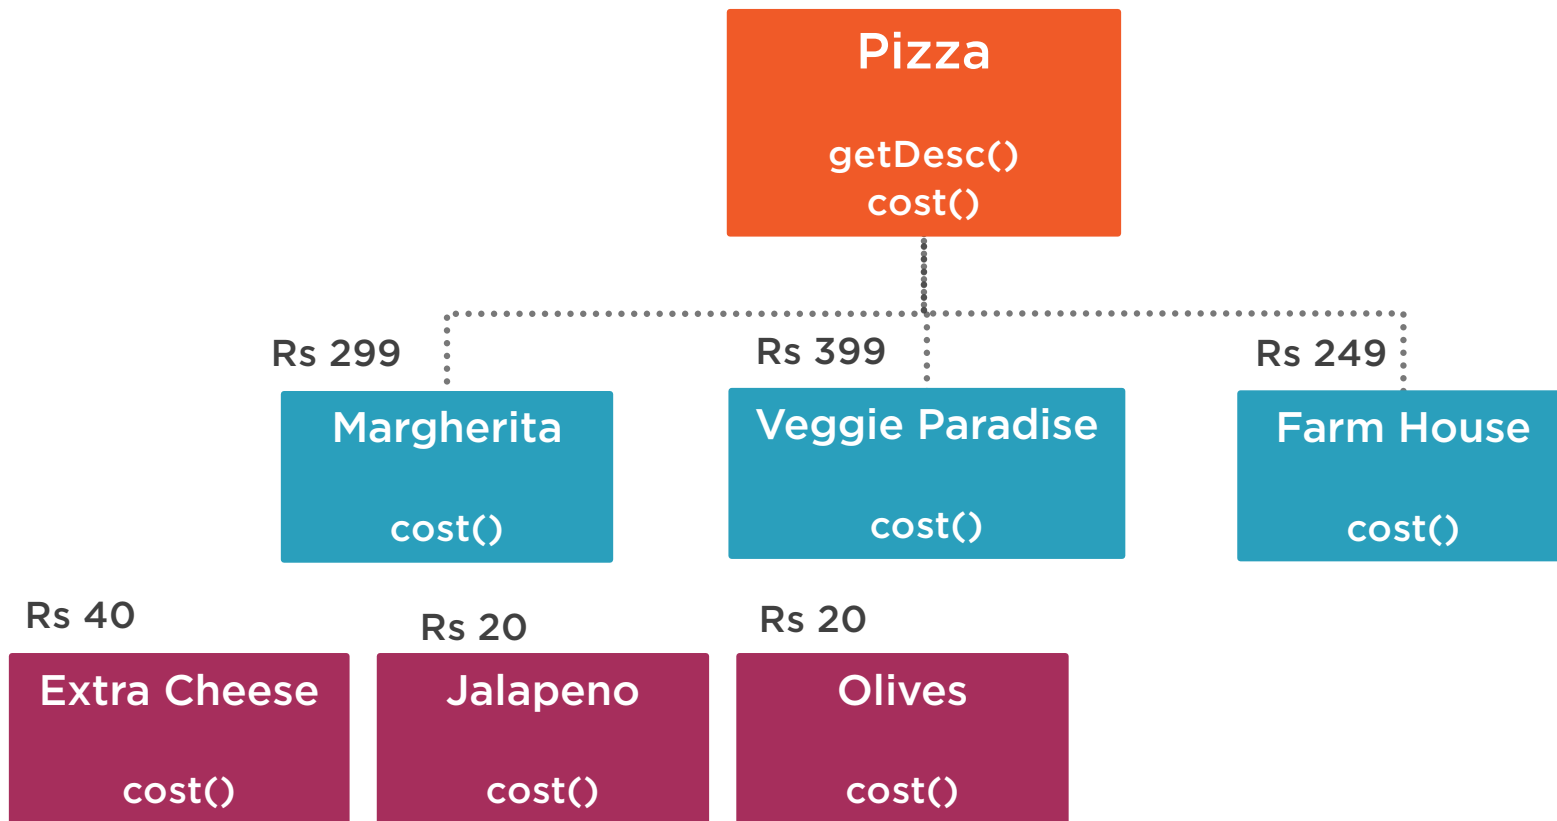 Pizza
getDesc()
cost()
Rs 299
Rs 399
Rs 249
Margherita
cost()
Veggie Paradise
cost()
Farm House
cost()
Rs 40
Rs 20
Rs 20
Extra Cheese
cost()
Jalapeno
cost()
Olives
cost()